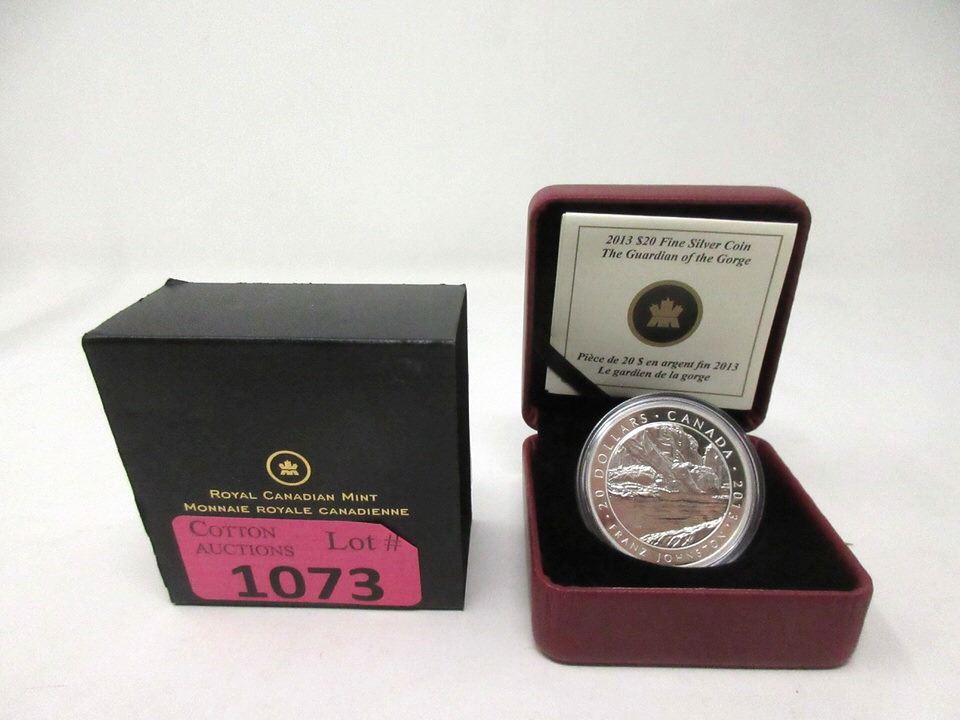 ROYAL CANADIAN MINT
MONNAIE ROYALE CANADIENNE
COTTON
AUCTIONS
Lot #
1073
2013 $20 Fine Silver Coin
The Guardian of the Gorge
Pièce de 20 $ en argent fin 2013
Le gardien de la gorge
20 DOLLARS · CANADA · 2013 · FRANZ JOHNSTON ·